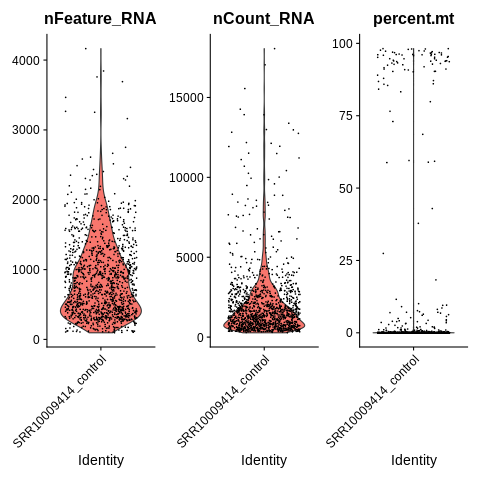 nFeature_RNA
4000
3000
2000
1000
0
SRR10009414_control
Identity
nCount_RNA
15000
10000
5000
0
SRR10009414_control
Identity
percent.mt
100
75
50
25
0
SRR10009414_control
Identity